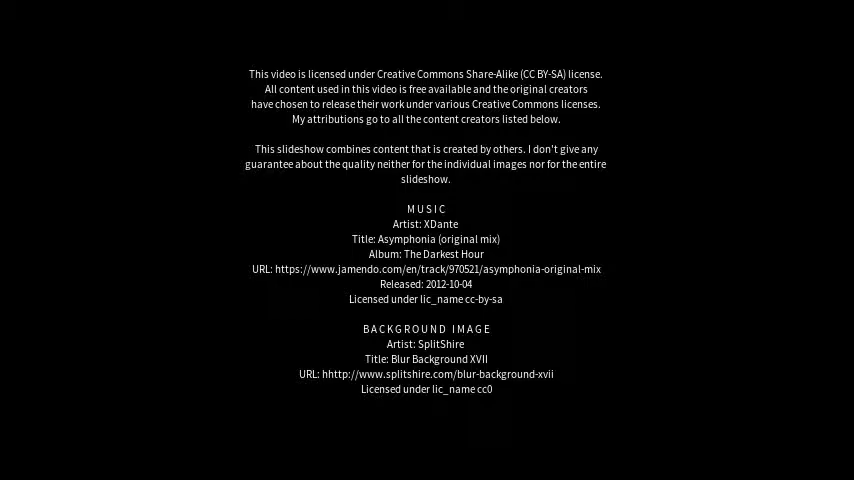 This video is licensed under Creative Commons Share-Alike (CC BY-SA) license.
All content used in this video is free available and the original creators
have chosen to release their work under various Creative Commons licenses.
My attributions go to all the content creators listed below.
This slideshow combines content that is created by others. I don't give any
guarantee about the quality neither for the individual images nor for the entire
slideshow.
M U S I C
Artist: XDante
Title: Asymphonia (original mix)
Album: The Darkest Hour
URL: https://www.jamendo.com/en/track/970521/asymphonia-original-mix
Released: 2012-10-04
Licensed under lic_name cc-by-sa
B A C K G R O U N D   I M A G E
Artist: SplitShire
Title: Blur Background XVII
URL: hhttp://www.splitshire.com/blur-background-xvii
Licensed under lic_name cc0